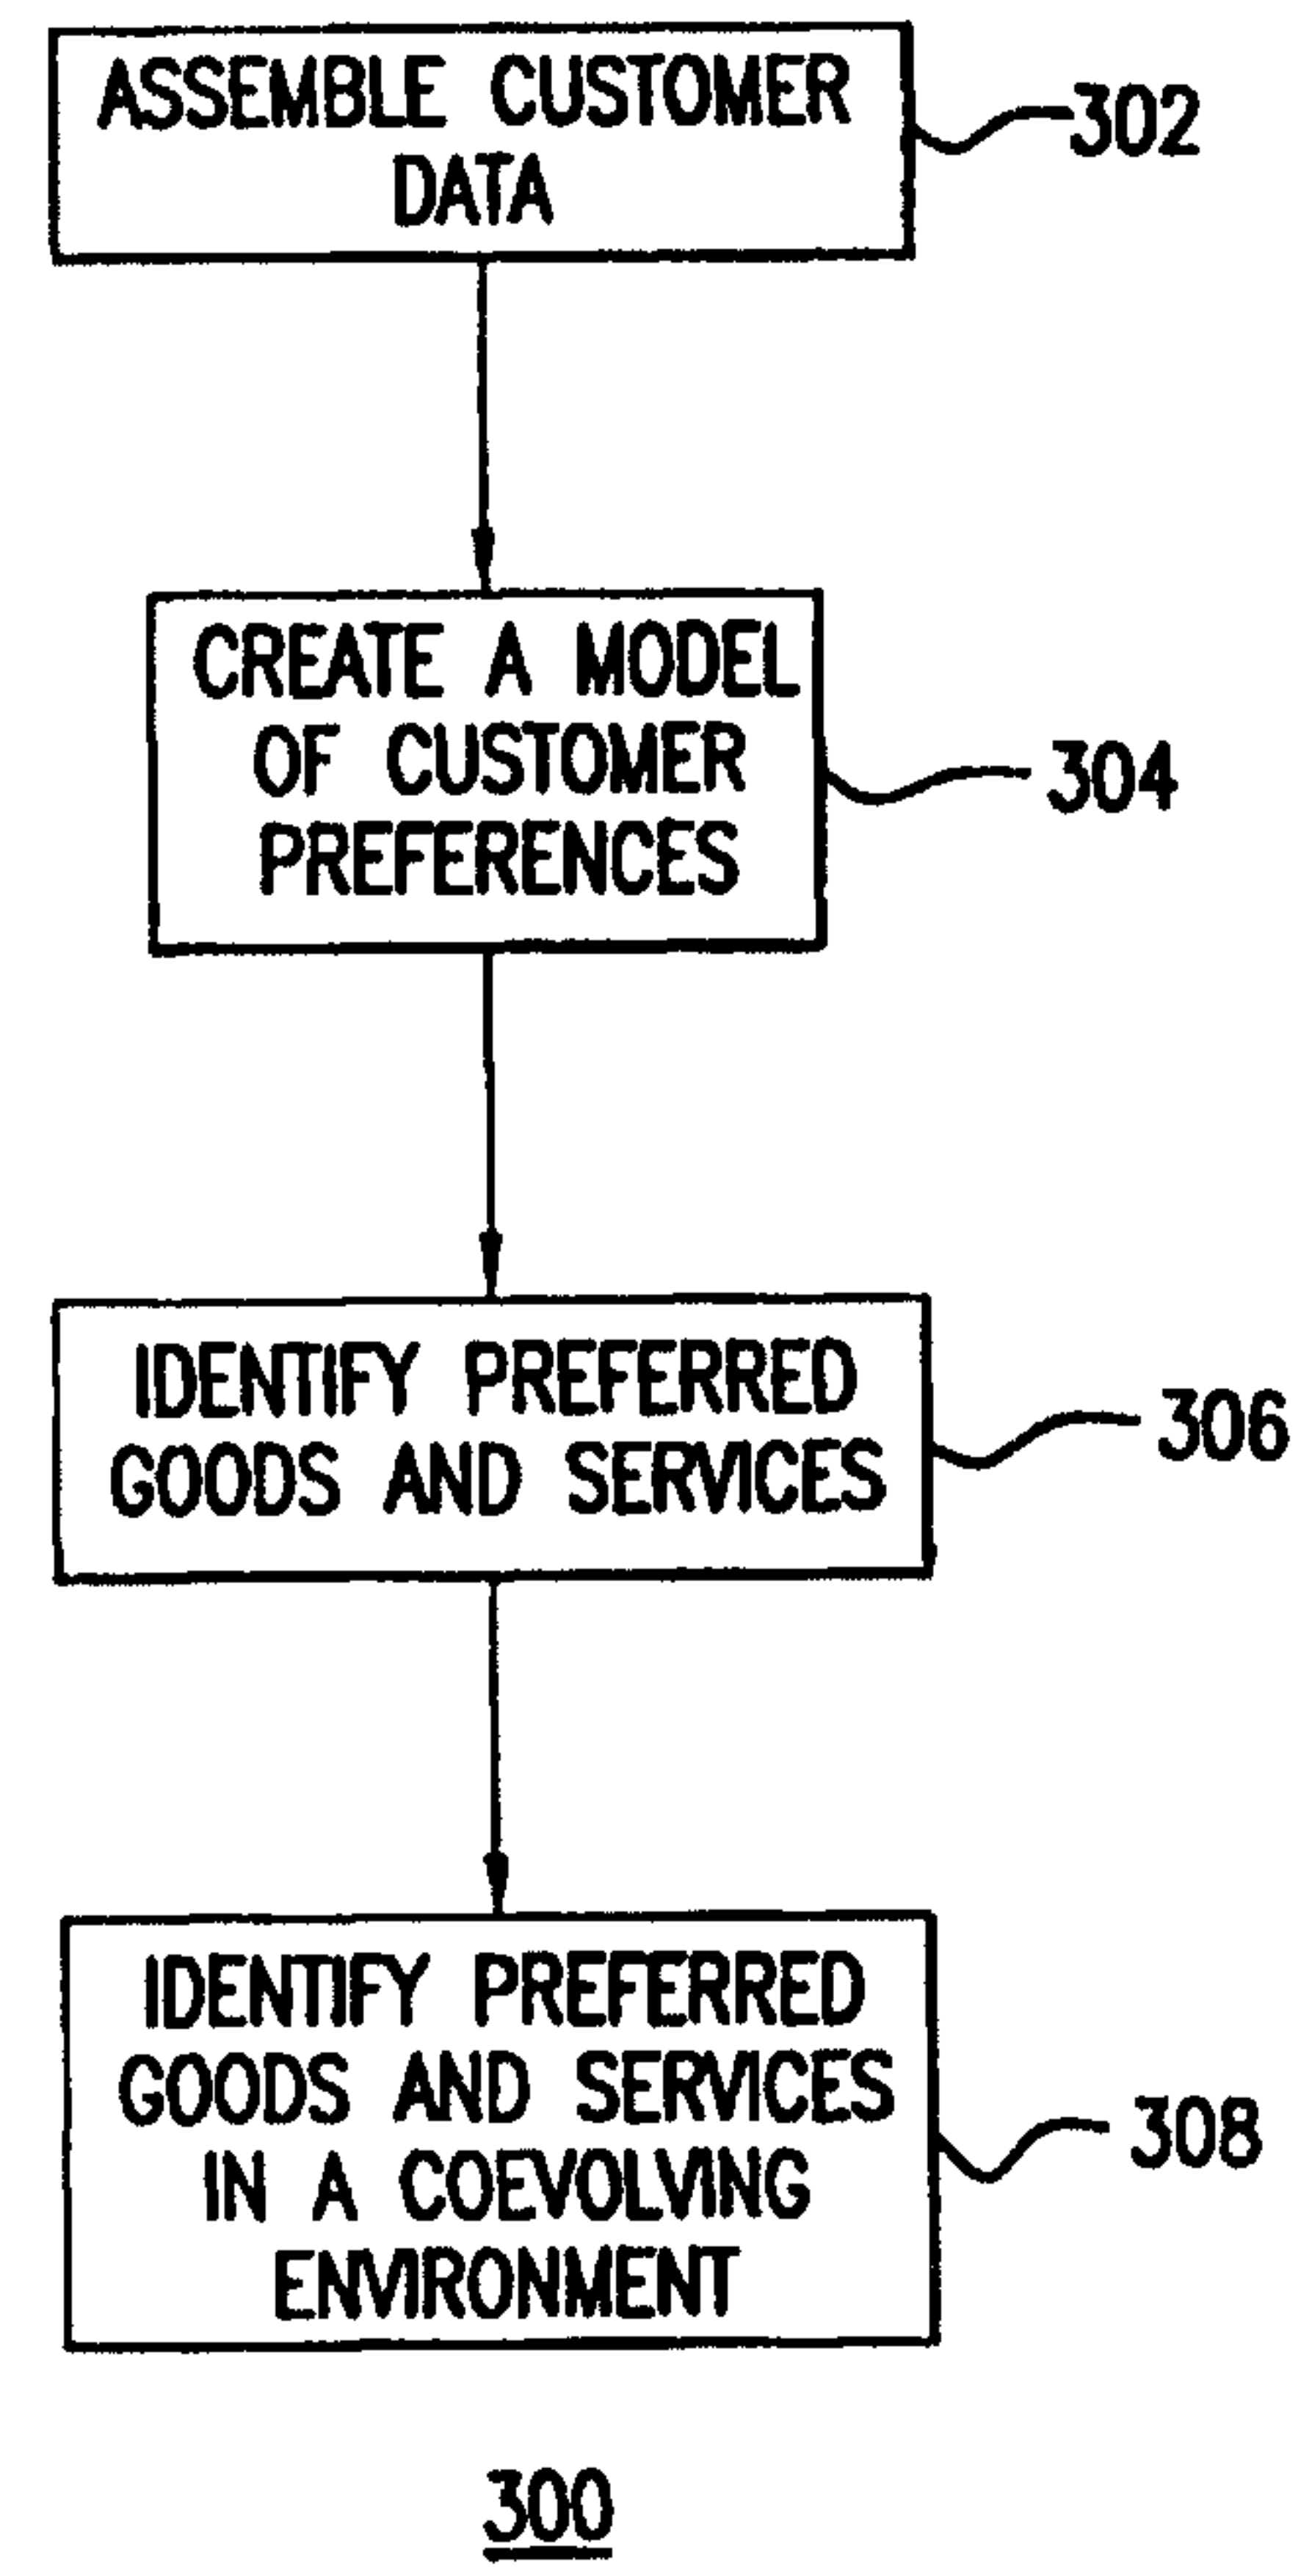 ASSEMBLE CUSTOMER
DATA
302
CREATE A MODEL
OF CUSTOMER
PREFERENCES
304
IDENTIFY PREFERRED
GOODS AND SERVICES
306
IDENTIFY PREFERRED
GOODS AND SERVICES
IN A COEVOLVING
ENVIRONMENT
308
300